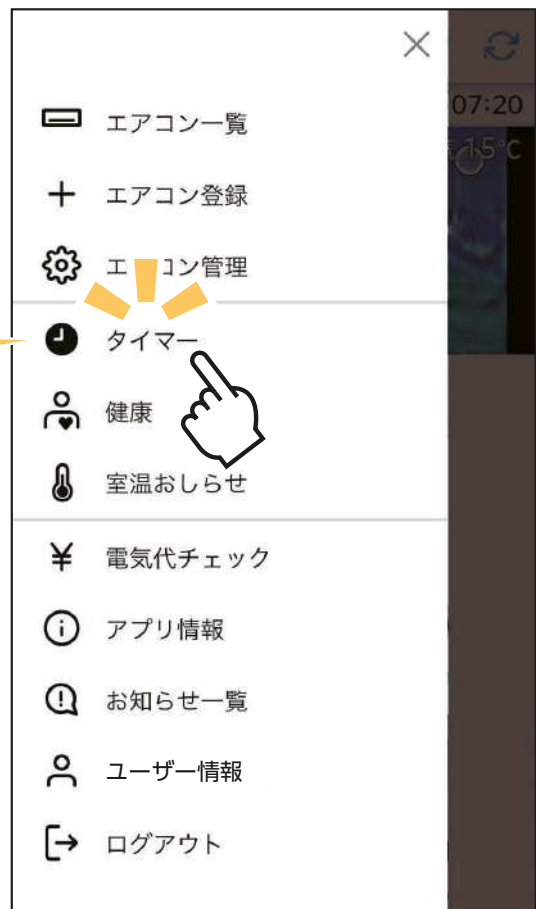 07:20
エアコン一覧
15℃
エアコン登録
エアコン管理
タイマー
健康
室温おしらせ
電気代チェック
アプリ情報
お知らせ一覧
ユーザー情報
ログアウト